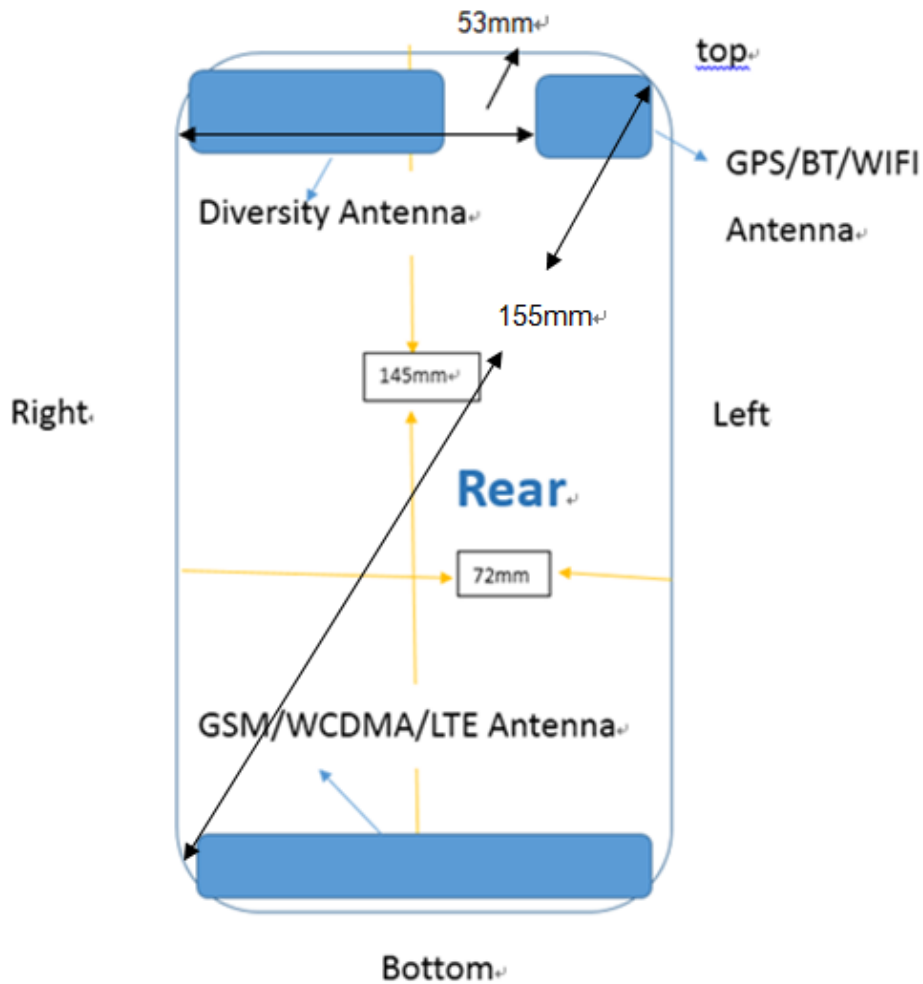 53mm
top
GPS/BT/WIFI
Antenna
Diversity Antenna
155mm
145mm
Right
Left
Rear
72mm
GSM/WCDMA/LTE Antenna
Bottom